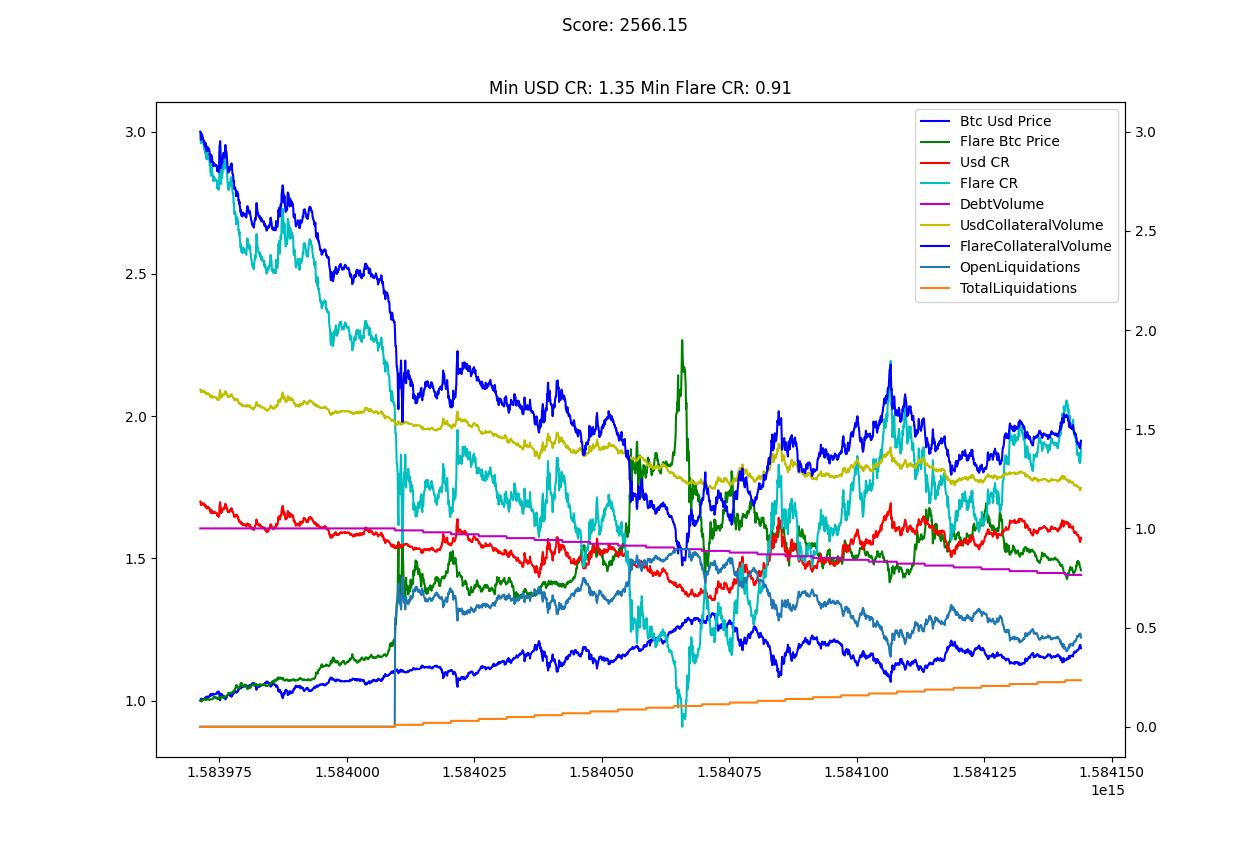 Score: 2566.15
Min USD CR: 1.35 Min Flare CR: 0.91
3.0
2.5
2.0
1.5
1.0
3.0
2.5
2.0
1.5
1.0
0.5
0.0
Btc Usd Price
Flare Btc Price
Usd CR
Flare CR
DebtVolume
UsdCollateralVolume
FlareCollateralVolume
OpenLiquidations
TotalLiquidations
1.583975 1.584000 1.584025 1.584050 1.584075 1.584100 1.584125 1.584150
1e15